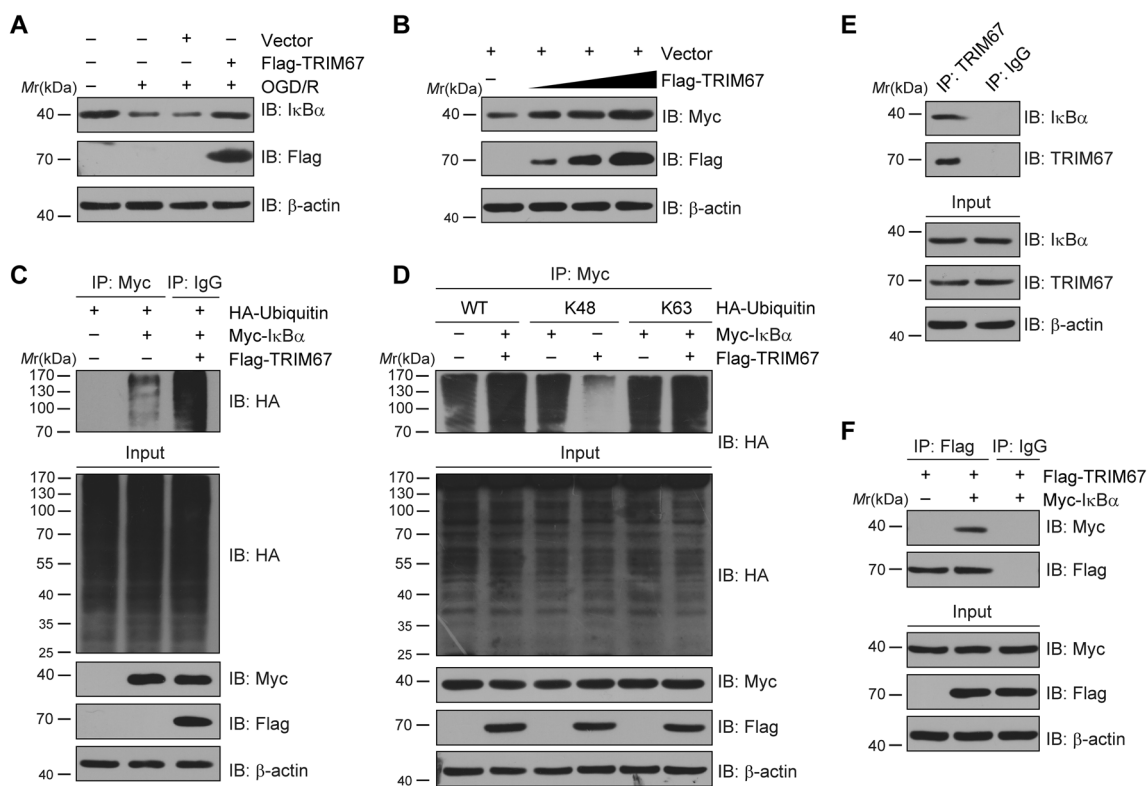 A
– – + – Vector
– – – + Flag-TRIM67
– + + + OGD/R
Mr(kDa)
40 IB: IκBα
70 IB: Flag
40 IB: β-actin
B
+ + + + Vector
– Flag-TRIM67
Mr(kDa)
40 IB: Myc
70 IB: Flag
40 IB: β-actin
C
IP: Myc IP: IgG
+ + + HA-Ubiquitin
– + + Myc-IκBα
– – + Flag-TRIM67
Mr(kDa)
170
130
100
70
IB: HA
Input
170
130
100
70
55
40
35
25
IB: HA
40 IB: Myc
70 IB: Flag
40 IB: β-actin
D
IP: Myc
WT K48 K63 HA-Ubiquitin
– + + – + + Myc-IκBα
– + – + – + Flag-TRIM67
Mr(kDa)
170
130
100
70
IB: HA
Input
170
130
100
70
55
40
35
25
IB: HA
40 IB: Myc
70 IB: Flag
40 IB: β-actin
E
IP: TRIM67
IP: IgG
Mr(kDa)
40 IB: IκBα
70 IB: TRIM67
Input
40 IB: IκBα
70 IB: TRIM67
40 IB: β-actin
F
IP: Flag IP: IgG
+ + + Flag-TRIM67
– + + Myc-IκBα
Mr(kDa)
40 IB: Myc
70 IB: Flag
Input
40 IB: Myc
70 IB: Flag
40 IB: β-actin